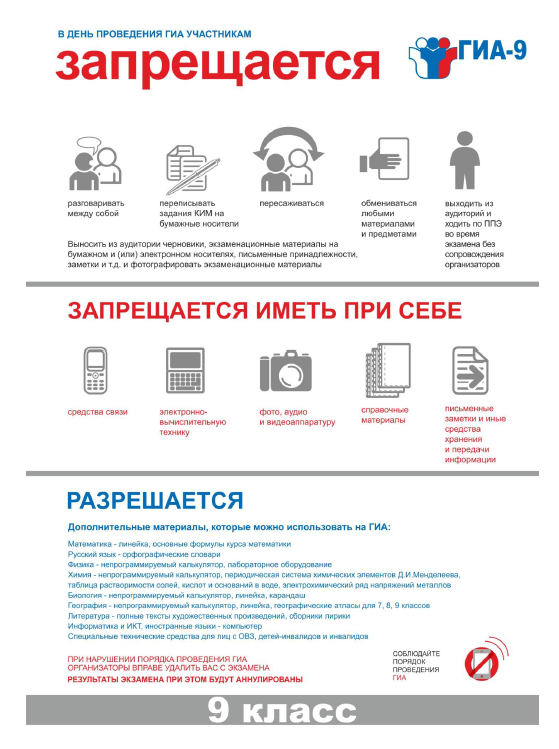 В ДЕНЬ ПРОВЕДЕНИЯ ГИА УЧАСТНИКАМ
запрещается
ГИА-9
разговаривать
между собой
переписывать
задания КИМ на
бумажные носители
пересаживаться
обмениваться
любыми
материалами
и предметами
выходить из
аудиторий и
ходить по ППЭ
во время
экзамена без
сопровождения
организаторов
Выносить из аудитории черновики, экзаменационные материалы на
бумажном и (или) электронном носителях, письменные принадлежности,
заметки и т.д. и фотографировать экзаменационные материалы
ЗАПРЕЩАЕТСЯ ИМЕТЬ ПРИ СЕБЕ
средства связи
электронно-
вычислительную
технику
фото, аудио
и видеоаппаратуру
справочные
материалы
письменные
заметки и иные
средства
хранения
и передачи
информации
РАЗРЕШАЕТСЯ
Дополнительные материалы, которые можно использовать на ГИА:
Математика - линейка, основные формулы курса математики
Русский язык - орфографические словари
Физика - непрограммируемый калькулятор, лабораторное оборудование
Химия - непрограммируемый калькулятор, периодическая система химических элементов Д.И.Менделеева,
таблица растворимости солей, кислот и оснований в воде, электрохимический ряд напряжений металлов
Биология - непрограммируемый калькулятор, линейка, карандаш
География - непрограммируемый калькулятор, линейка, географические атласы для 7, 8, 9 классов
Литература - полные тексты художественных произведений, сборники лирики
Информатика и ИКТ, иностранные языки - компьютер
Специальные технические средства для лиц с ОВЗ, детей-инвалидов и инвалидов
ПРИ НАРУШЕНИИ ПОРЯДКА ПРОВЕДЕНИЯ ГИА
ОРГАНИЗАТОРЫ ВПРАВЕ УДАЛИТЬ ВАС С ЭКЗАМЕНА
РЕЗУЛЬТАТЫ ЭКЗАМЕНА ПРИ ЭТОМ БУДУТ АННУЛИРОВАНЫ
СОБЛЮДАЙТЕ
ПОРЯДОК
ПРОВЕДЕНИЯ
ГИА
9 класс